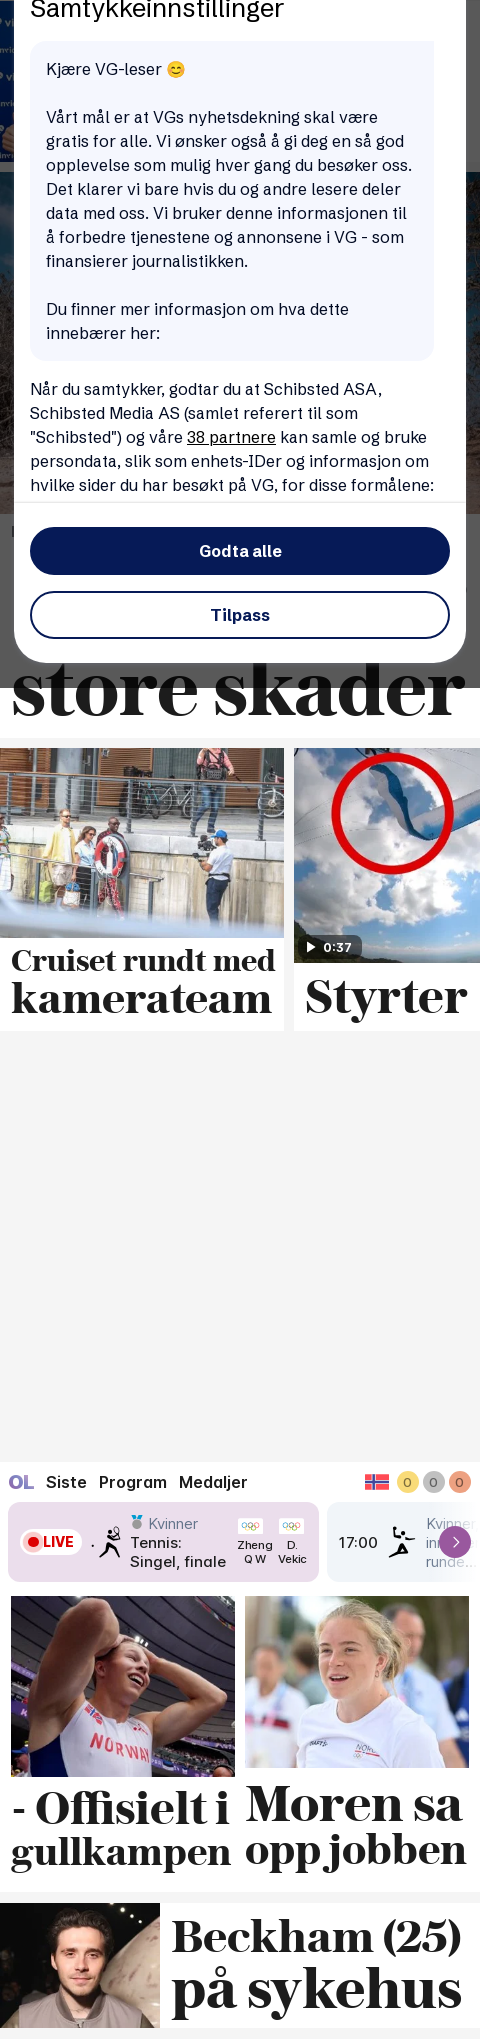 Samtykkeinnstillinger
Kjære VG-leser 😊
Vårt mål er at VGs nyhetsdekning skal være
gratis for alle. Vi ønsker også å gi deg en så god
opplevelse som mulig hver gang du besøker oss.
Det klarer vi bare hvis du og andre lesere deler
data med oss. Vi bruker denne informasjonen til
å forbedre tjenestene og annonsene i VG - som
finansierer journalistikken.
Du finner mer informasjon om hva dette
innebærer her:
Når du samtykker, godtar du at Schibsted ASA,
Schibsted Media AS (samlet referert til som
"Schibsted") og våre 38 partnere kan samle og bruke
persondata, slik som enhets-IDer og informasjon om
hvilke sider du har besøkt på VG, for disse formålene:
Godta alle
Tilpass
store skader
Cruiset rundt med
kamerateam
0:37
Styrter
OL Siste Program Medaljer 0 0 0
LIVE
Kvinner
Tennis:
Singel, finale
Zheng
Q W
D.
Vekic
17:00
Kvinner
runde...
NORWAY
- Offisielt i
gullkampen
Moren sa
opp jobben
Beckham (25)
på sykehus